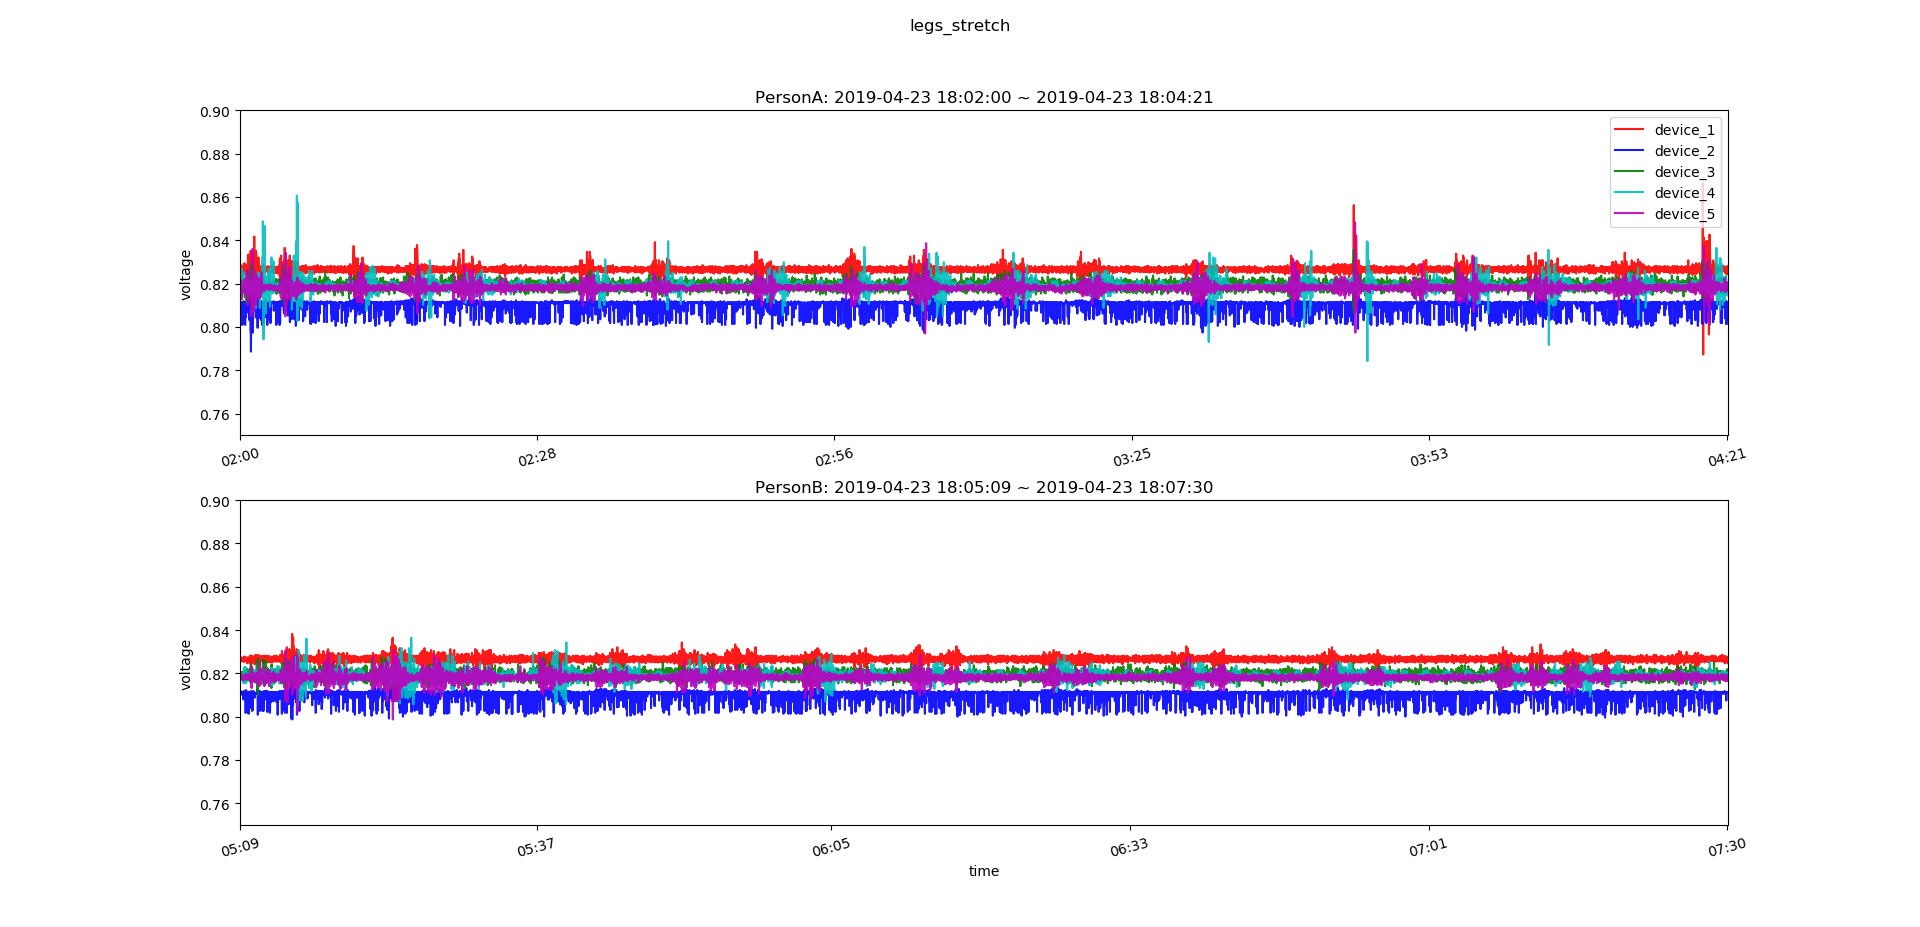 legs_stretch
PersonA: 2019-04-23 18:02:00 ~ 2019-04-23 18:04:21
0.90
0.88
0.86
0.84
0.82
0.80
0.78
0.76
voltage
device_1
device_2
device_3
device_4
device_5
02:00 02:28 02:56 03:25 03:53 04:21
PersonB: 2019-04-23 18:05:09 ~ 2019-04-23 18:07:30
0.90
0.88
0.86
0.84
0.82
0.80
0.78
0.76
voltage
05:09 05:37 06:05 06:33 07:01 07:30
time